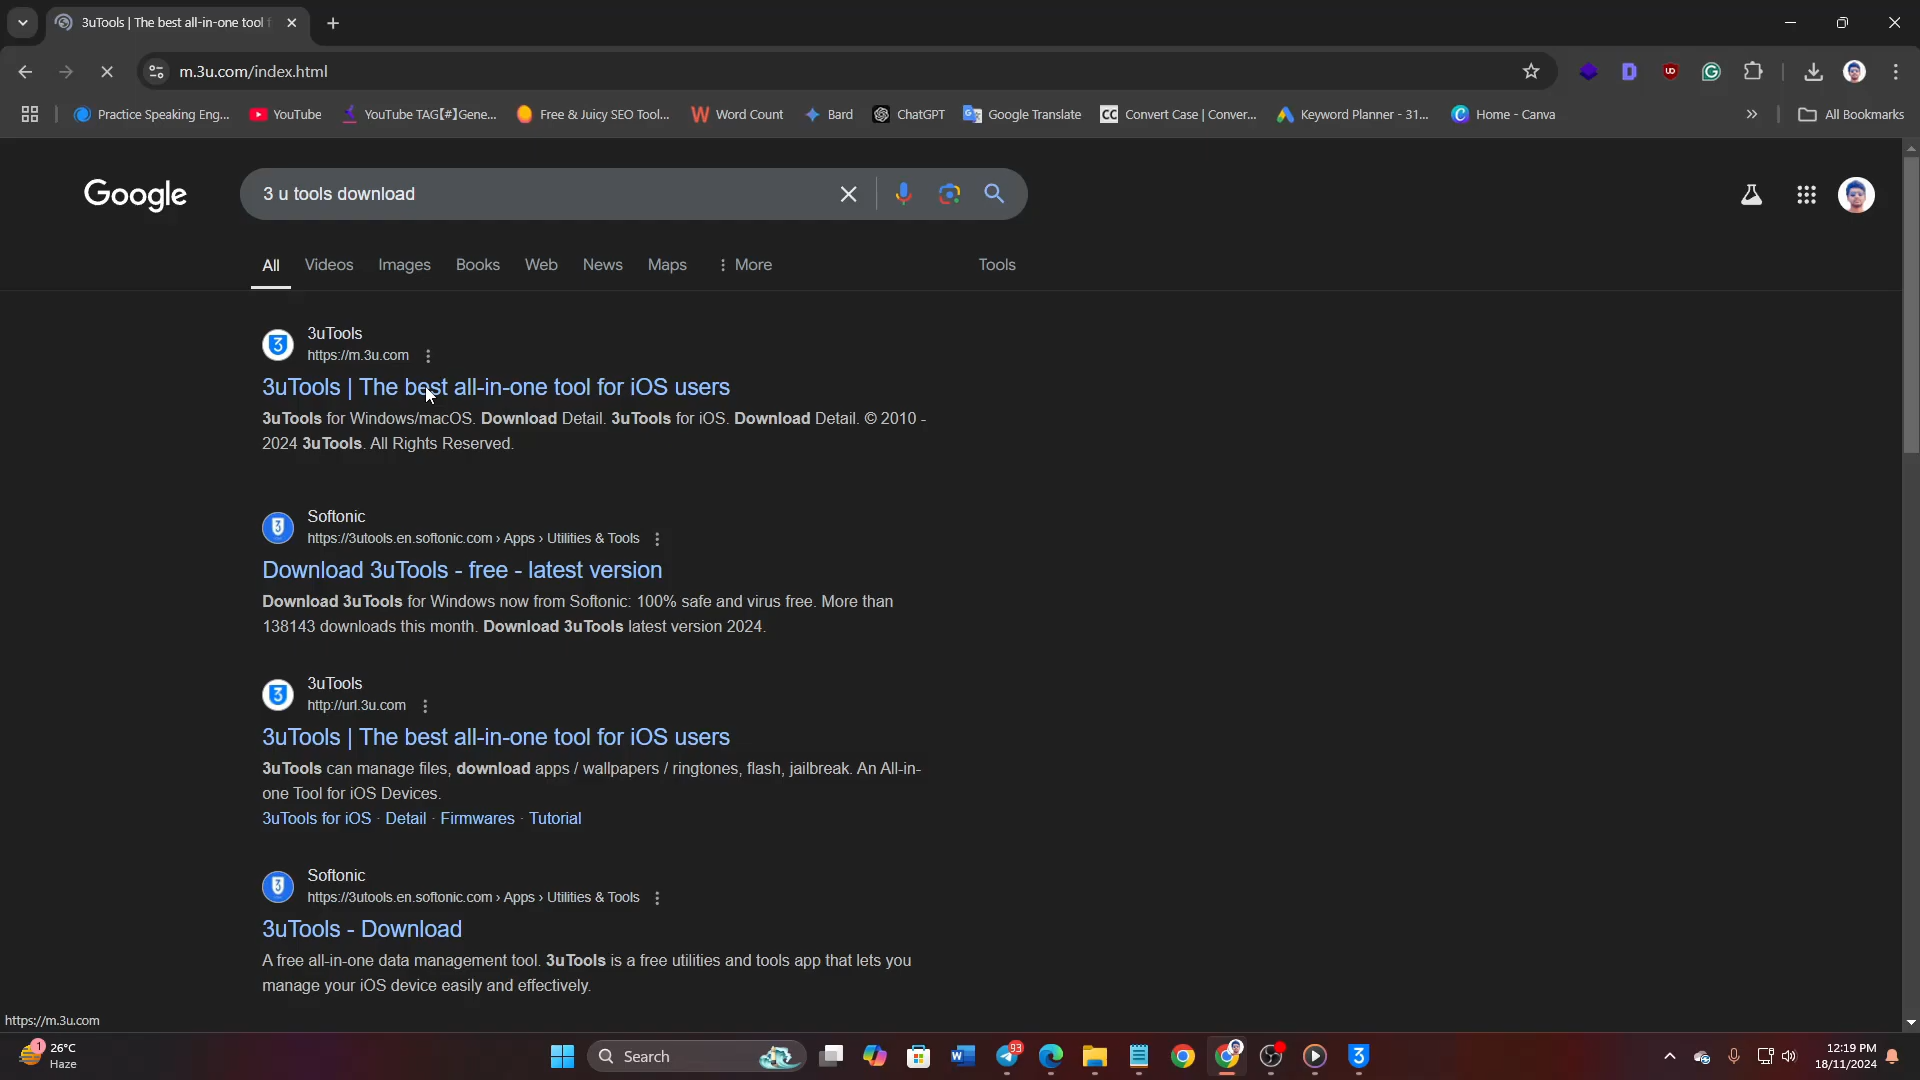 3uTools | The best all-in-one tool f
m.3u.com/index.html
Practice Speaking Eng...
YouTube
YouTube TAG【#】Gene...
Free & Juicy SEO Tool...
Word Count
Bard
ChatGPT
Google Translate
CC Convert Case | Conver...
Keyword Planner - 31...
Home - Canva
»
All Bookmarks
Google
3 u tools download
All
Videos
Images
Books
Web
News
Maps
More
Tools
3uTools
https://m.3u.com
3uTools | The best all-in-one tool for iOS users
3uTools for Windows/macOS. Download Detail. 3uTools for iOS. Download Detail. © 2010 -
2024 3uTools. All Rights Reserved.
Softonic
https://3utools.en.softonic.com › Apps › Utilities & Tools
Download 3uTools - free - latest version
Download 3uTools for Windows now from Softonic: 100% safe and virus free. More than
138143 downloads this month. Download 3uTools latest version 2024.
3uTools
http://url.3u.com
3uTools | The best all-in-one tool for iOS users
3uTools can manage files, download apps / wallpapers / ringtones, flash, jailbreak. An All-in-
one Tool for iOS Devices.
3uTools for iOS · Detail · Firmwares · Tutorial
Softonic
https://3utools.en.softonic.com › Apps › Utilities & Tools
3uTools - Download
A free all-in-one data management tool. 3uTools is a free utilities and tools app that lets you
manage your iOS device easily and effectively.
https://m.3u.com
1
26°C
Haze
Search
93
12:19 PM
18/11/2024